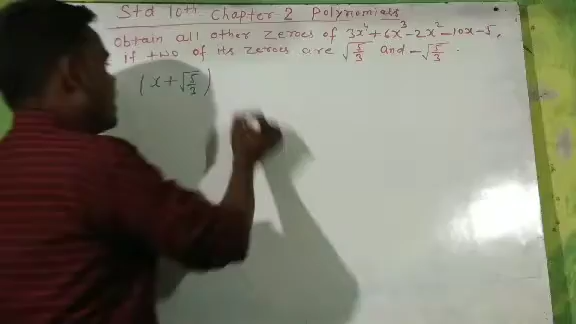 Std 10th Chapter 2 Polynomials
Obtain all other zeroes of 3x⁴+6x³-2x²-10x-5,
if two of its zeroes are √5/3 and -√5/3.
(x+√5/3)